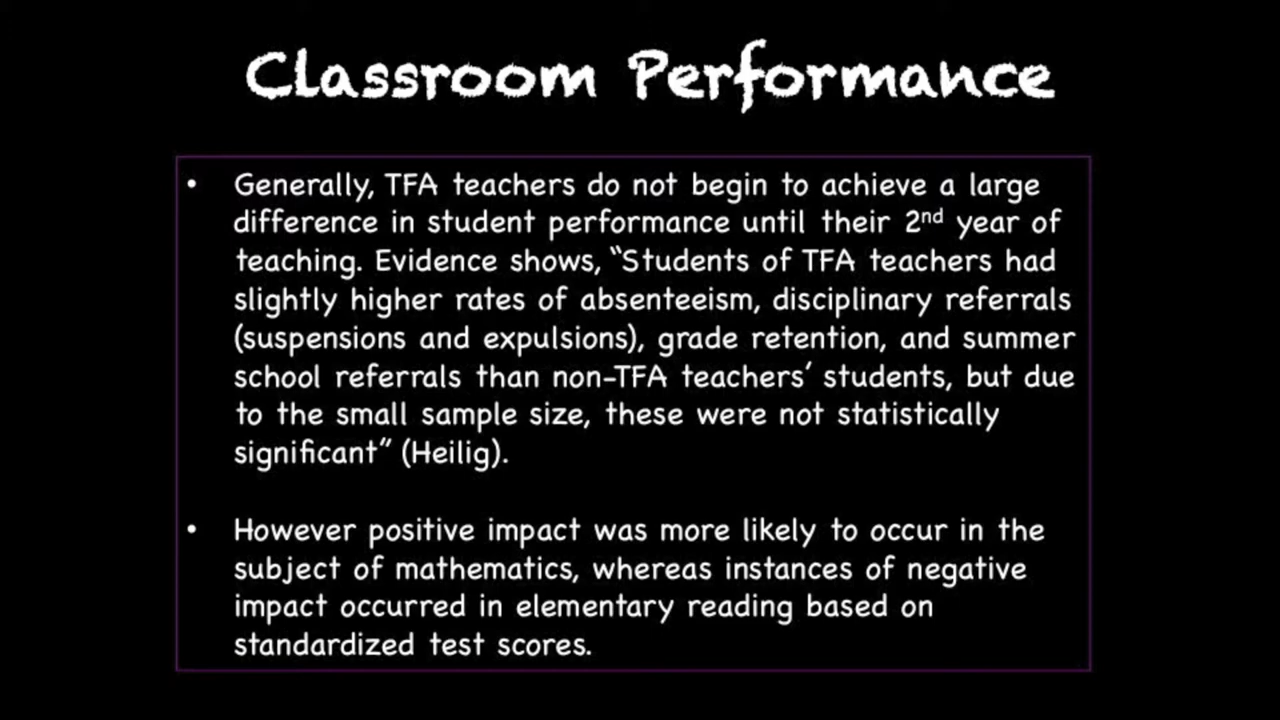 Classroom Performance
• Generally, TFA teachers do not begin to achieve a large
difference in student performance until their 2nd year of
teaching. Evidence shows, “Students of TFA teachers had
slightly higher rates of absenteeism, disciplinary referrals
(suspensions and expulsions), grade retention, and summer
school referrals than non-TFA teachers’ students, but due
to the small sample size, these were not statistically
significant” (Heilig).
• However positive impact was more likely to occur in the
subject of mathematics, whereas instances of negative
impact occurred in elementary reading based on
standardized test scores.